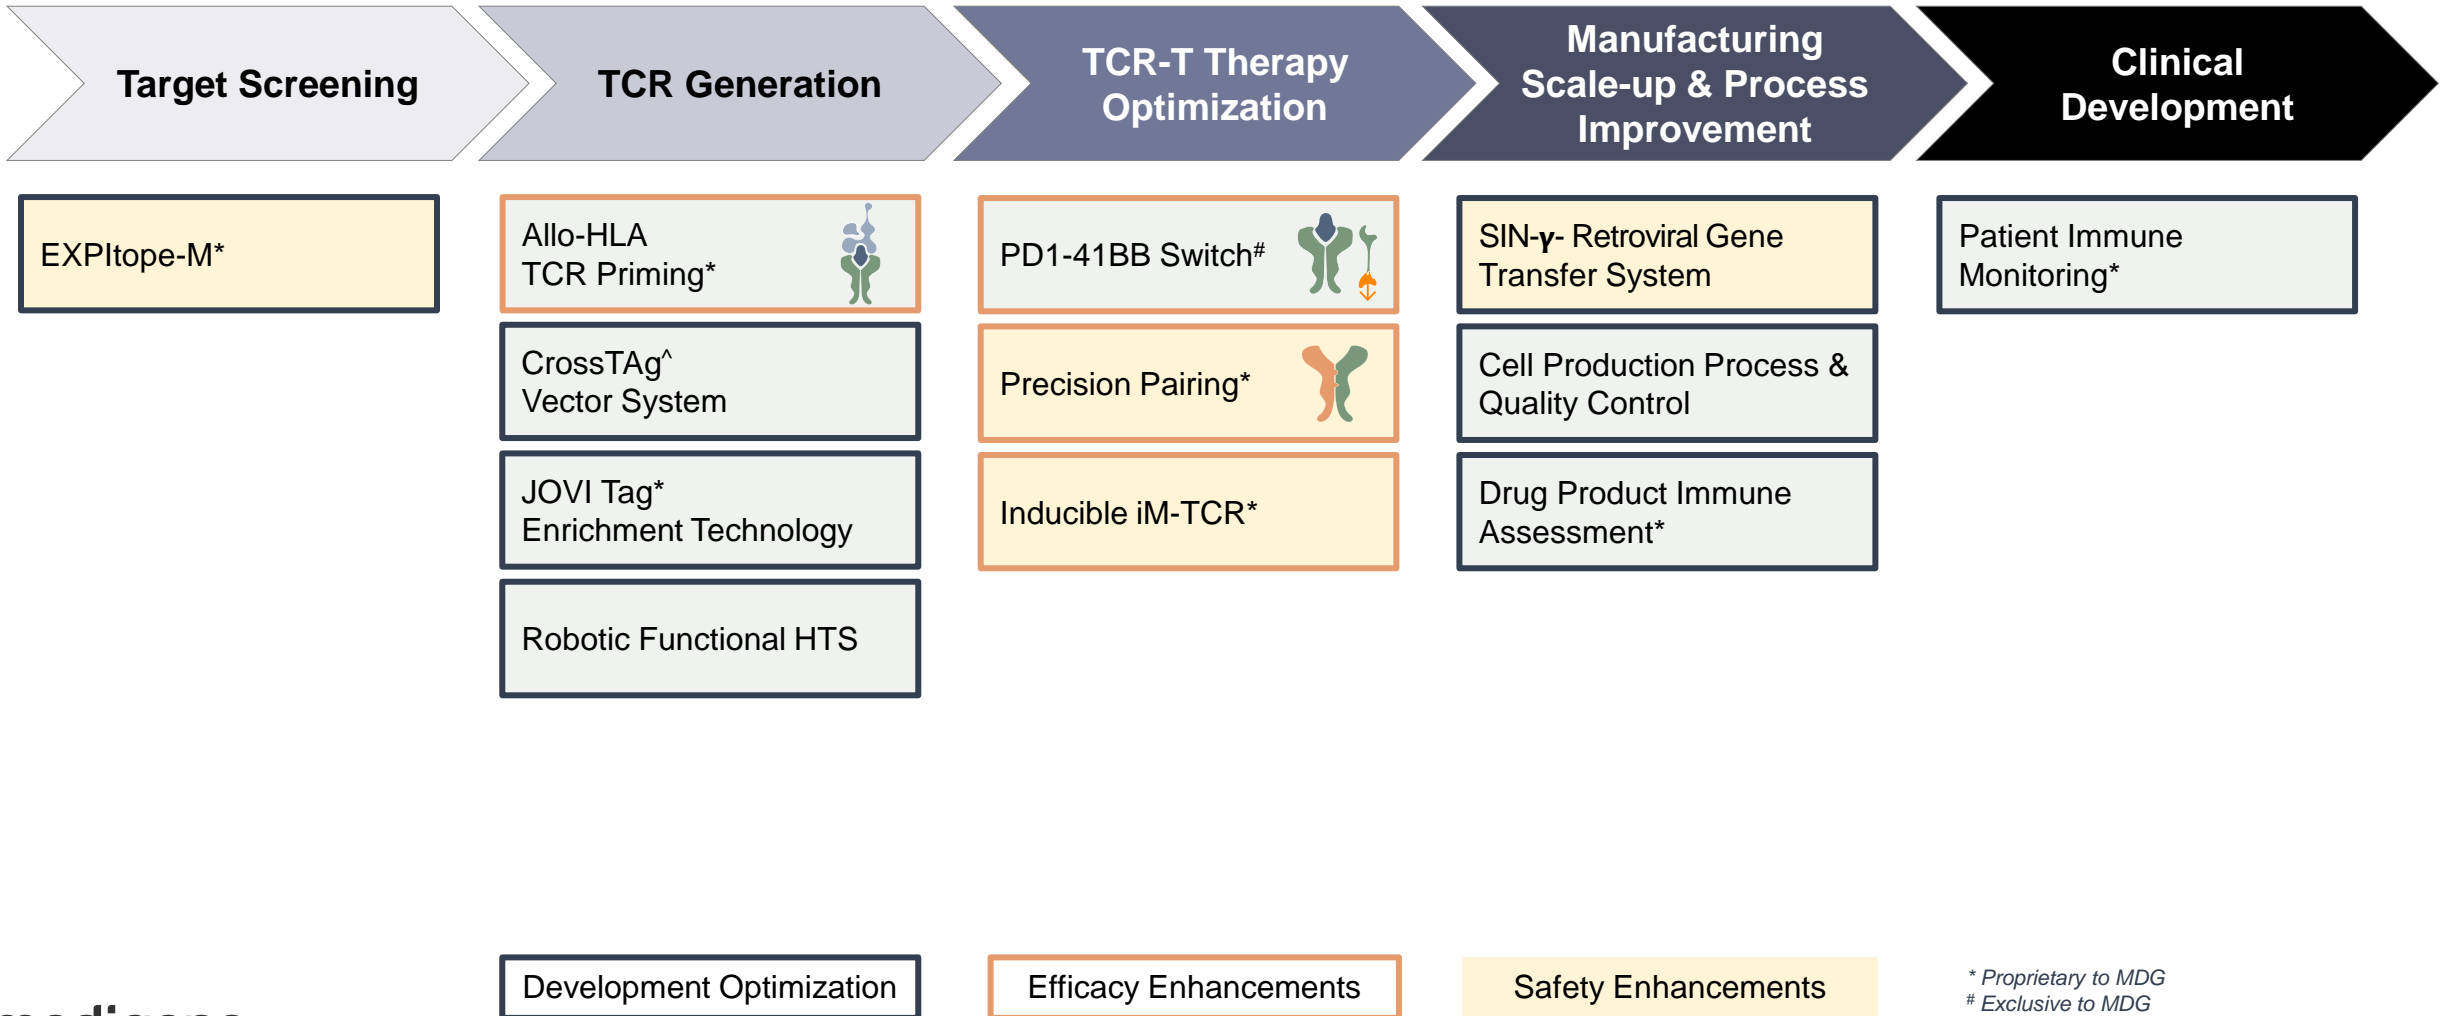 Target Screening
TCR Generation
TCR-T Therapy
Optimization
Manufacturing
Scale-up & Process
Improvement
Clinical
Development
EXPItope-M*
Allo-HLA
TCR Priming*
CrossTAg^
Vector System
JOVI Tag*
Enrichment Technology
Robotic Functional HTS
PD1-41BB Switch#
Precision Pairing*
Inducible iM-TCR*
SIN-γ- Retroviral Gene
Transfer System
Cell Production Process &
Quality Control
Drug Product Immune
Assessment*
Patient Immune
Monitoring*
Development Optimization
Efficacy Enhancements
Safety Enhancements
* Proprietary to MDG
# Exclusive to MDG